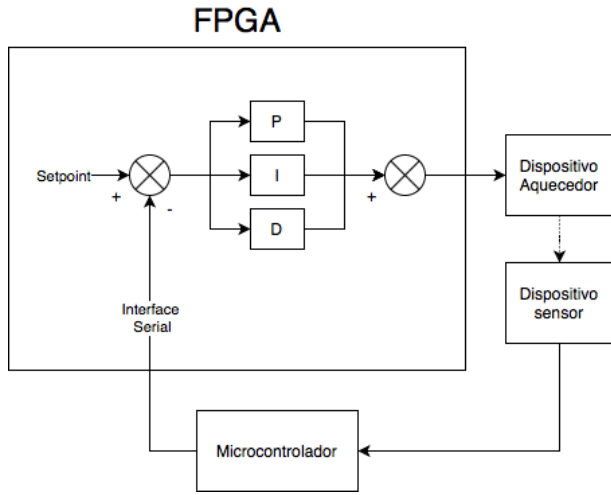 FPGA
P
Setpoint
+
-
I
+
D
Dispositivo
Aquecedor
Dispositivo
sensor
Interface
Serial
Microcontrolador